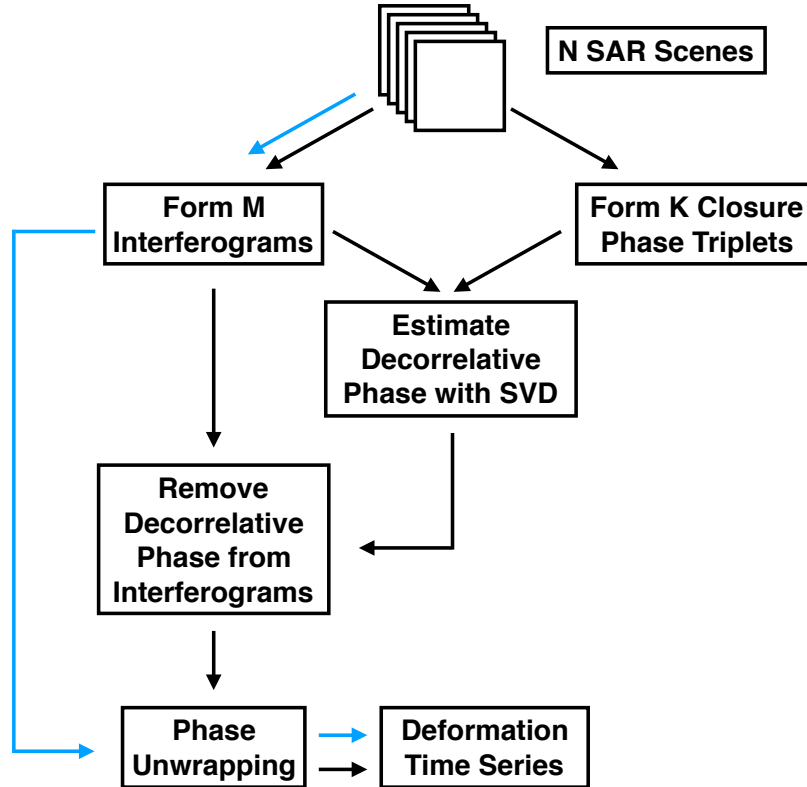 N SAR Scenes
Form M
Interferograms
Form K Closure
Phase Triplets
Estimate
Decorrelative
Phase with SVD
Remove
Decorrelative
Phase from
Interferograms
Phase
Unwrapping
Deformation
Time Series